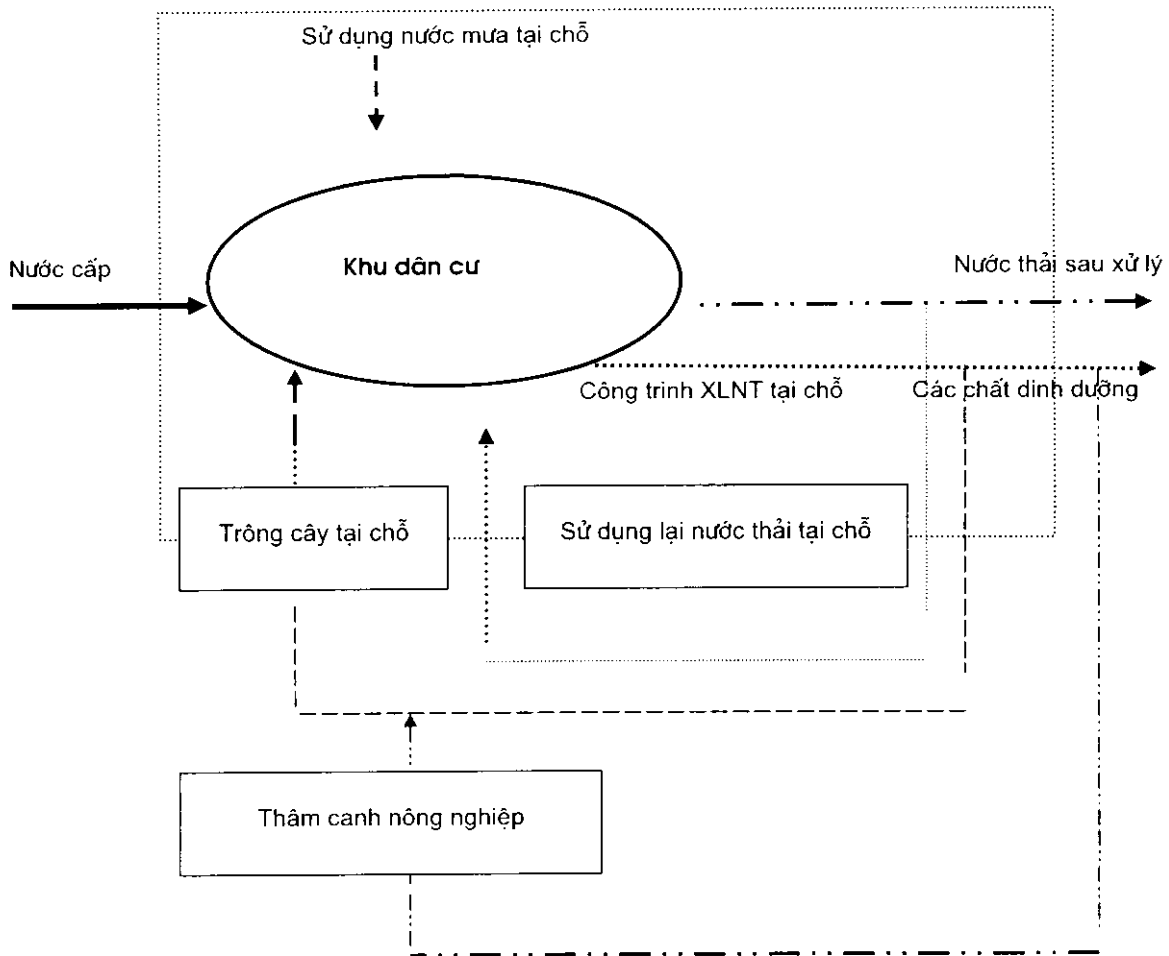 Sử dụng nước mưa tại chỗ
Nước cấp
Khu dân cư
Nước thải sau xử lý
Công trình XLNT tại chỗ
Các chất dinh dưỡng
Trông cây tại chỗ
Sử dụng lại nước thải tại chỗ
Thâm canh nông nghiệp